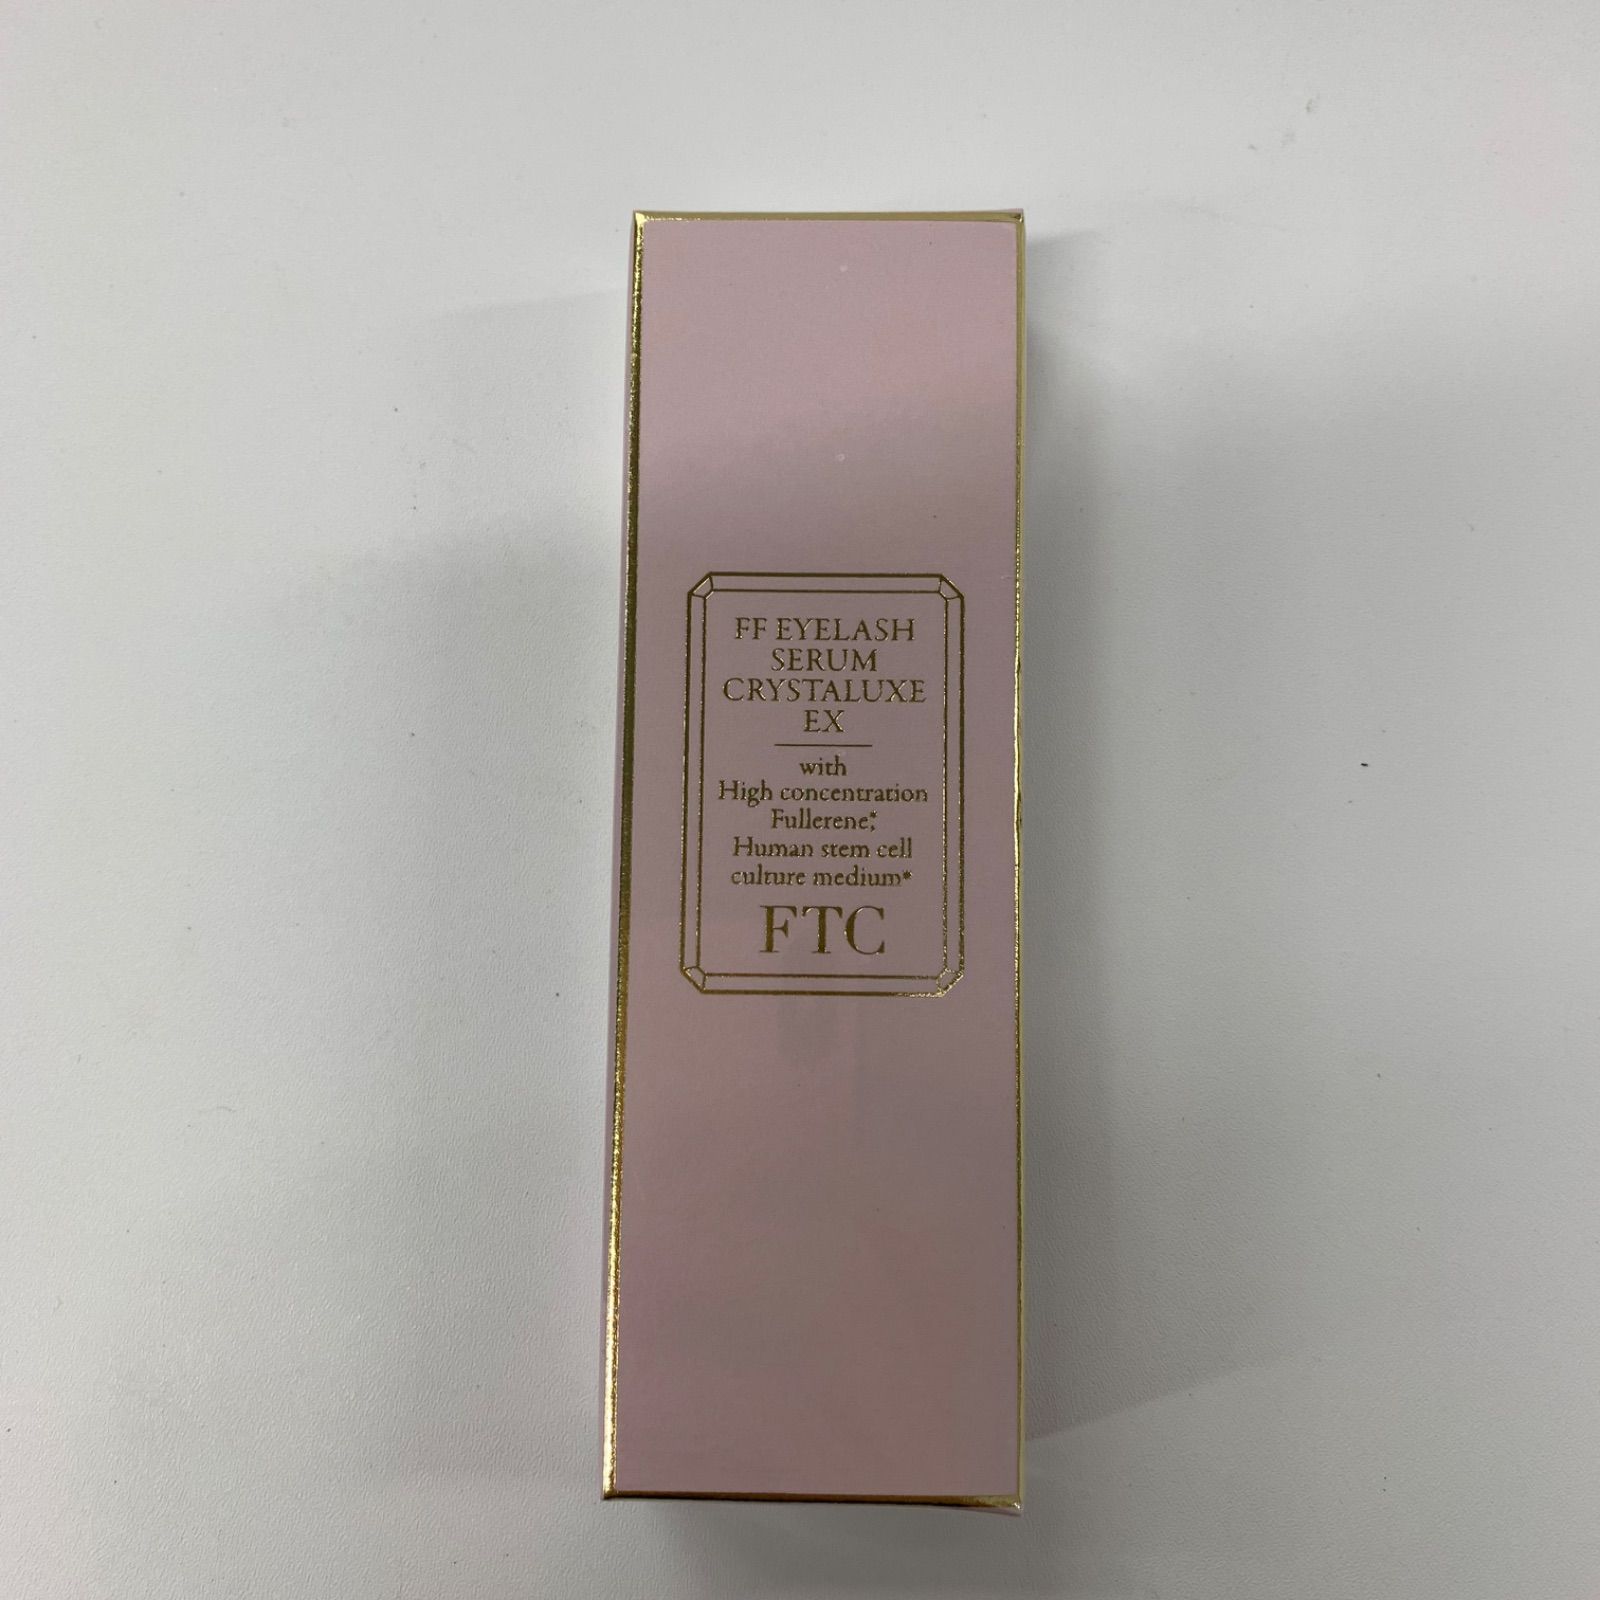 FF EYELASH
SERUM
CRYSTALUXE
EX
with
High concentration
Fullerene,*
Human stem cell
culture medium*
FTC